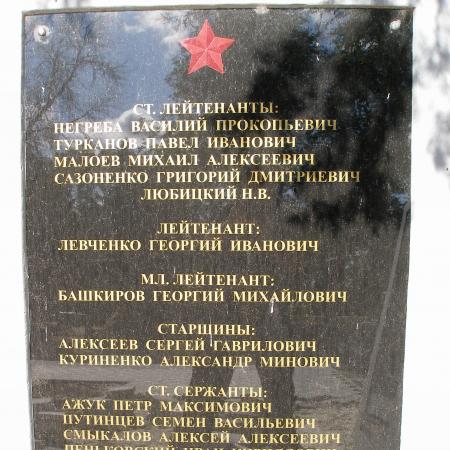 СТ. ЛЕЙТЕНАНТЫ:
НЕГРЕБА ВАСИЛИЙ ПРОКОПЬЕВИЧ
ТУРКАНОВ ПАВЕЛ ИВАНОВИЧ
МАЛОЕВ МИХАИЛ АЛЕКСЕЕВИЧ
САЗОНЕНКО ГРИГОРИЙ ДМИТРИЕВИЧ
ЛЮБИЦКИЙ Н.В.
ЛЕЙТЕНАНТ:
ЛЕВЧЕНКО ГЕОРГИЙ ИВАНОВИЧ
МЛ. ЛЕЙТЕНАНТ:
БАШКИРОВ ГЕОРГИЙ МИХАЙЛОВИЧ
СТАРШИНЫ:
АЛЕКСЕЕВ СЕРГЕЙ ГАВРИЛОВИЧ
КУРИНЕНКО АЛЕКСАНДР МИНОВИЧ
СТ. СЕРЖАНТЫ:
АЖУК ПЕТР МАКСИМОВИЧ
ПУТИНЦЕВ СЕМЕН ВАСИЛЬЕВИЧ
СМЫКАЛОВ АЛЕКСЕЙ АЛЕКСЕЕВИЧ